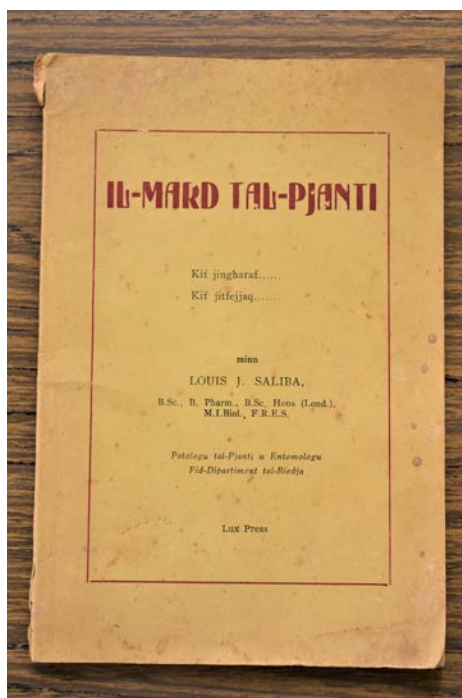 IL-MARD TAL-PJANTI
Kif jingħaraf......
Kif jitfejjaq......
minn
LOUIS J. SALIBA,
B.Sc., B. Pharm., B.Sc. Hons (Lond.),
M.I.Biol., F.R.E.S.
Patologu tal-Pjanti u Entomologu
Fid-Dipartiment tal-Biedja
Lux Press